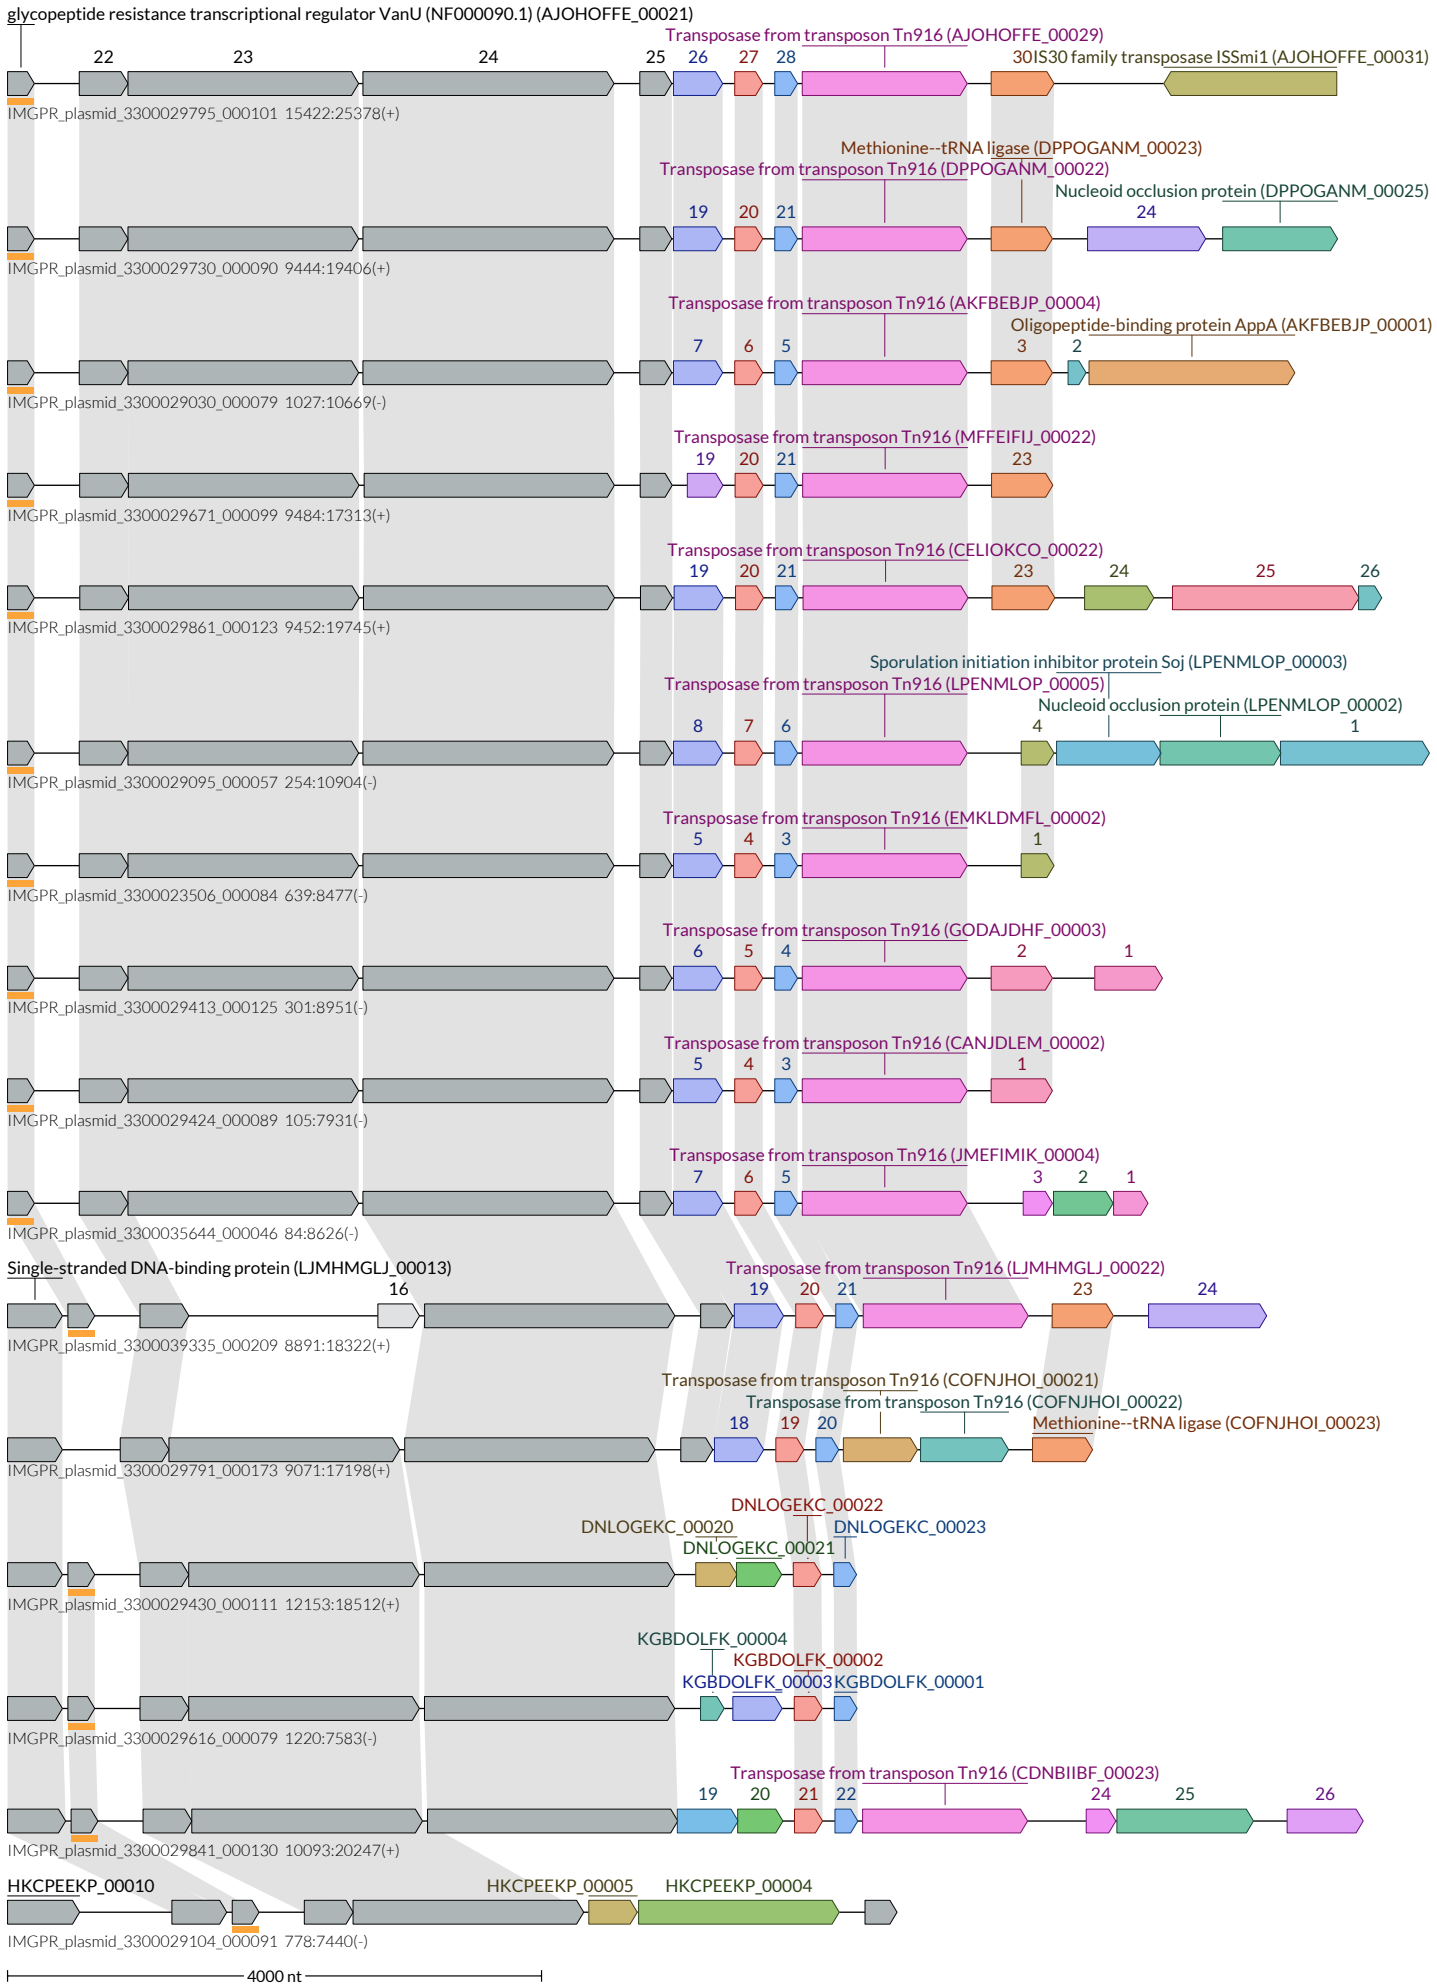 glycopeptide resistance transcriptional regulator VanU (NF000090.1) (AJOHOFFE_00021)
Transposase from transposon Tn916 (AJOHOFFE_00029)
22 23 24 25 26 27 28 30 IS30 family transposase ISSmi1 (AJOHOFFE_00031)
IMGPR_plasmid_3300029795_000101 15422:25378(+)
Methionine--tRNA ligase (DPPOGANM_00023)
Transposase from transposon Tn916 (DPPOGANM_00022)
Nucleoid occlusion protein (DPPOGANM_00025)
19 20 21 24
IMGPR_plasmid_3300029730_000090 9444:19406(+)
Transposase from transposon Tn916 (AKFBEBJP_00004)
Oligopeptide-binding protein AppA (AKFBEBJP_00001)
7 6 5 3 2
IMGPR_plasmid_3300029030_000079 1027:10669(-)
Transposase from transposon Tn916 (MFFEIFIJ_00022)
19 20 21 23
IMGPR_plasmid_3300029671_000099 9484:17313(+)
Transposase from transposon Tn916 (CELIOKCO_00022)
19 20 21 23 24 25 26
IMGPR_plasmid_3300029861_000123 9452:19745(+)
Sporulation initiation inhibitor protein Soj (LPENMLOP_00003)
Transposase from transposon Tn916 (LPENMLOP_00005)
Nucleoid occlusion protein (LPENMLOP_00002)
8 7 6 4 1
IMGPR_plasmid_3300029095_000057 254:10904(-)
Transposase from transposon Tn916 (EMKLDMFL_00002)
5 4 3 1
IMGPR_plasmid_3300023506_000084 639:8477(-)
Transposase from transposon Tn916 (GODAJDHF_00003)
6 5 4 2 1
IMGPR_plasmid_3300029413_000125 301:8951(-)
Transposase from transposon Tn916 (CANJDLEM_00002)
5 4 3 1
IMGPR_plasmid_3300029424_000089 105:7931(-)
Transposase from transposon Tn916 (JMEFIMIK_00004)
7 6 5 3 2 1
IMGPR_plasmid_3300035644_000046 84:8626(-)
Single-stranded DNA-binding protein (LJMHMGLJ_00013)
Transposase from transposon Tn916 (LJMHMGLJ_00022)
16 19 20 21 23 24
IMGPR_plasmid_3300039335_000209 8891:18322(+)
Transposase from transposon Tn916 (COFNJHOI_00021)
Transposase from transposon Tn916 (COFNJHOI_00022)
18 19 20 Methionine--tRNA ligase (COFNJHOI_00023)
IMGPR_plasmid_3300029791_000173 9071:17198(+)
DNLOGEKC_00022
DNLOGEKC_00020 DNLOGEKC_00023
DNLOGEKC_00021
IMGPR_plasmid_3300029430_000111 12153:18512(+)
KGBDOLFK_00004
KGBDOLFK_00002
KGBDOLFK_00003 KGBDOLFK_00001
IMGPR_plasmid_3300029616_000079 1220:7583(-)
Transposase from transposon Tn916 (CDNBIIBF_00023)
19 20 21 22 24 25 26
IMGPR_plasmid_3300029841_000130 10093:20247(+)
HKCPEEKP_00010 HKCPEEKP_00005 HKCPEEKP_00004
IMGPR_plasmid_3300029104_000091 778:7440(-)
4000 nt